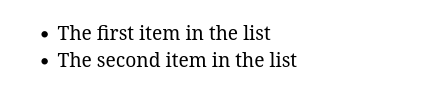 • The first item in the list
• The second item in the list